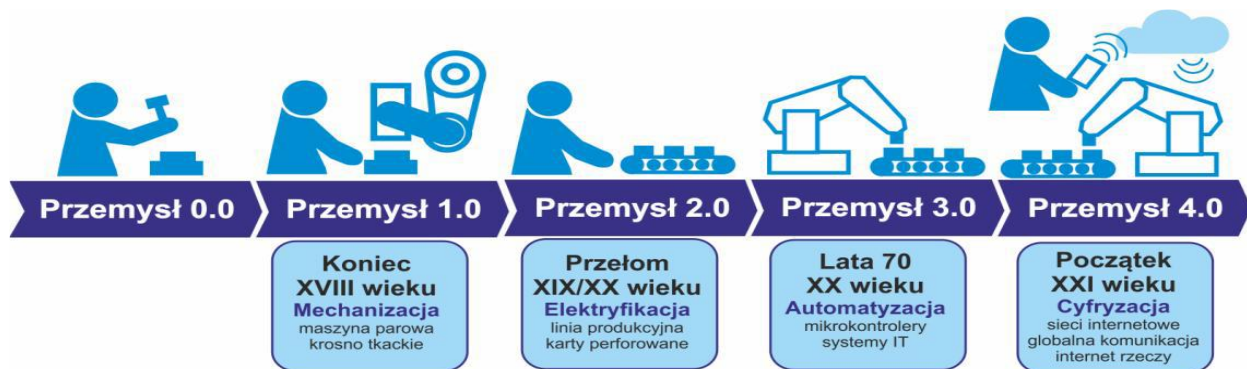 Przemysł 0.0
Przemysł 1.0
Przemysł 2.0
Przemysł 3.0
Przemysł 4.0
Koniec
XVIII wieku
Mechanizacja
maszyna parowa
krosno tkackie
Przełom
XIX/XX wieku
Elektryfikacja
linia produkcyjna
karty perforowane
Lata 70
XX wieku
Automatyzacja
mikrokontrolery
systemy IT
Początek
XXI wieku
Cyfryzacja
sieci internetowe
globalna komunikacja
internet rzeczy